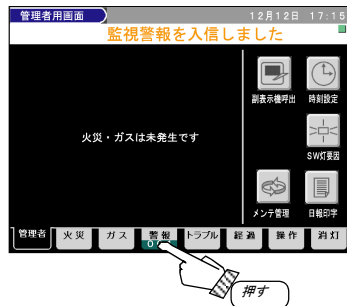 管理者用画面
12月12日 17:15
監視警報を入信しました
火災・ガスは未発生です
副表示機呼出
時刻設定
SW灯要因
メンテ管理
日報印字
管理者 火災 ガス 警報 トラブル 経過 操作 消灯
押す